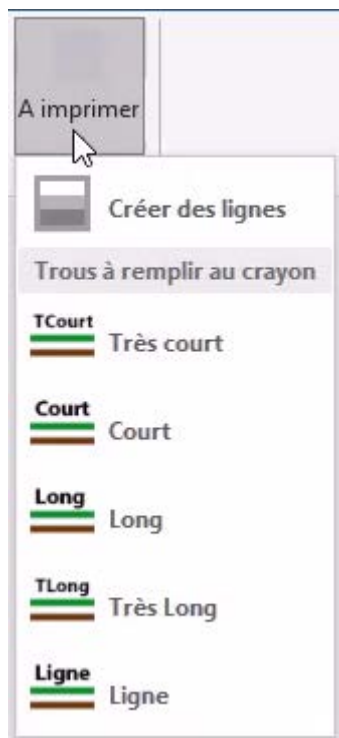 A imprimer
Créer des lignes
Trous à remplir au crayon
TCourt
Très court
Court
Court
Long
Long
TLong
Très Long
Ligne
Ligne